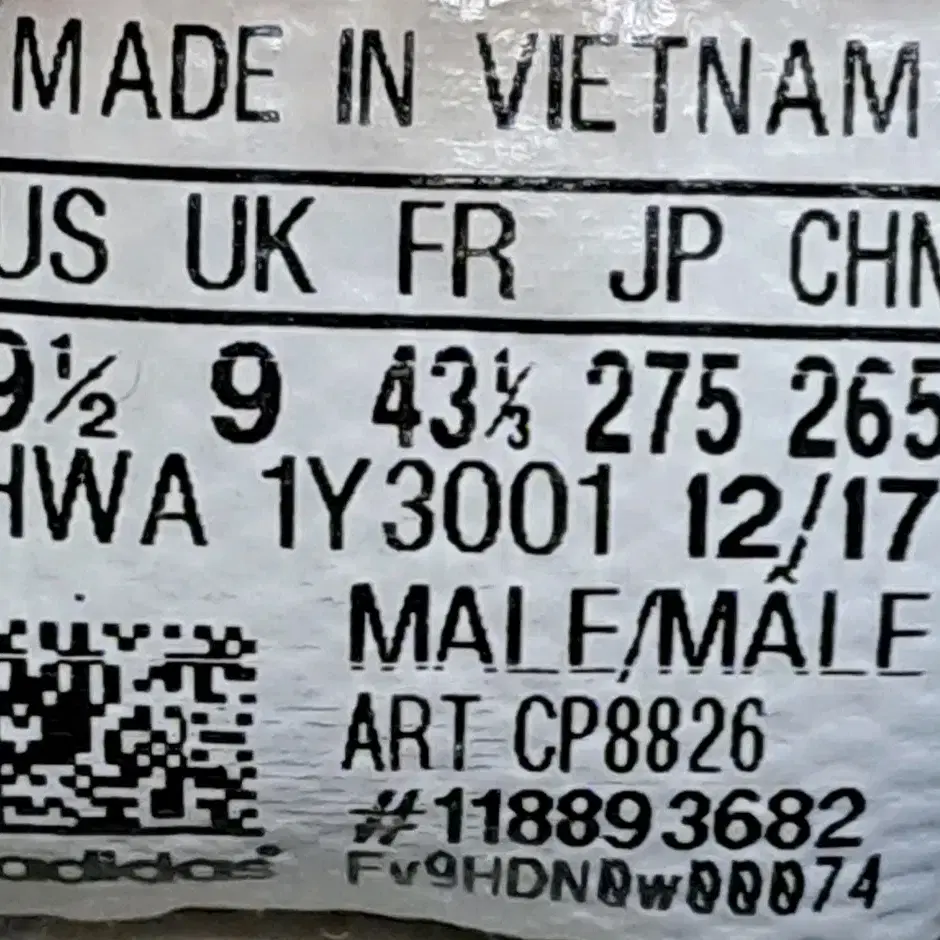 MADE IN VIETNAM
US UK FR JP CHN
9½ 9 43⅓ 275 265
HWA 1Y3001 12/17
MALE/MÂLE
ART CP8826
#118893682
Fv9HDN0w00074
adidas